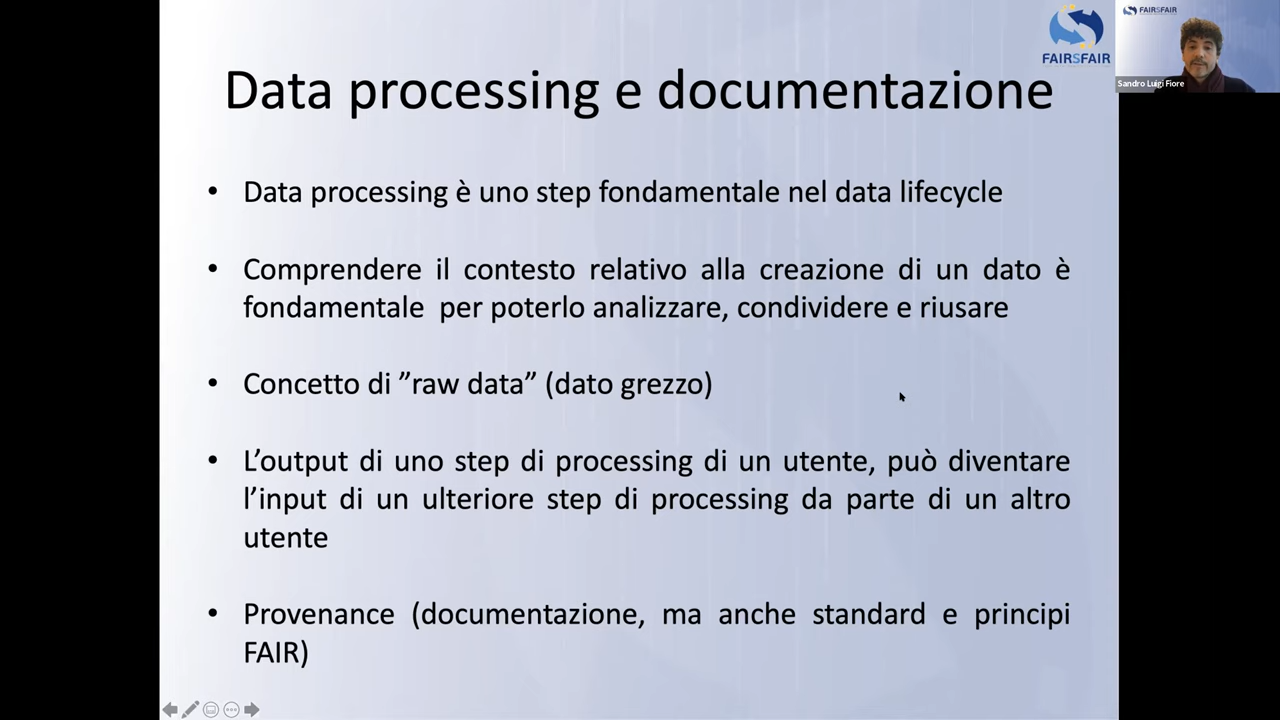 FAIRSFAIR
FAIRSFAIR
Sandro Luigi Fiore
Data processing e documentazione
• Data processing è uno step fondamentale nel data lifecycle
• Comprendere il contesto relativo alla creazione di un dato è
fondamentale per poterlo analizzare, condividere e riusare
• Concetto di ”raw data” (dato grezzo)
• L’output di uno step di processing di un utente, può diventare
l’input di un ulteriore step di processing da parte di un altro
utente
• Provenance (documentazione, ma anche standard e principi
FAIR)